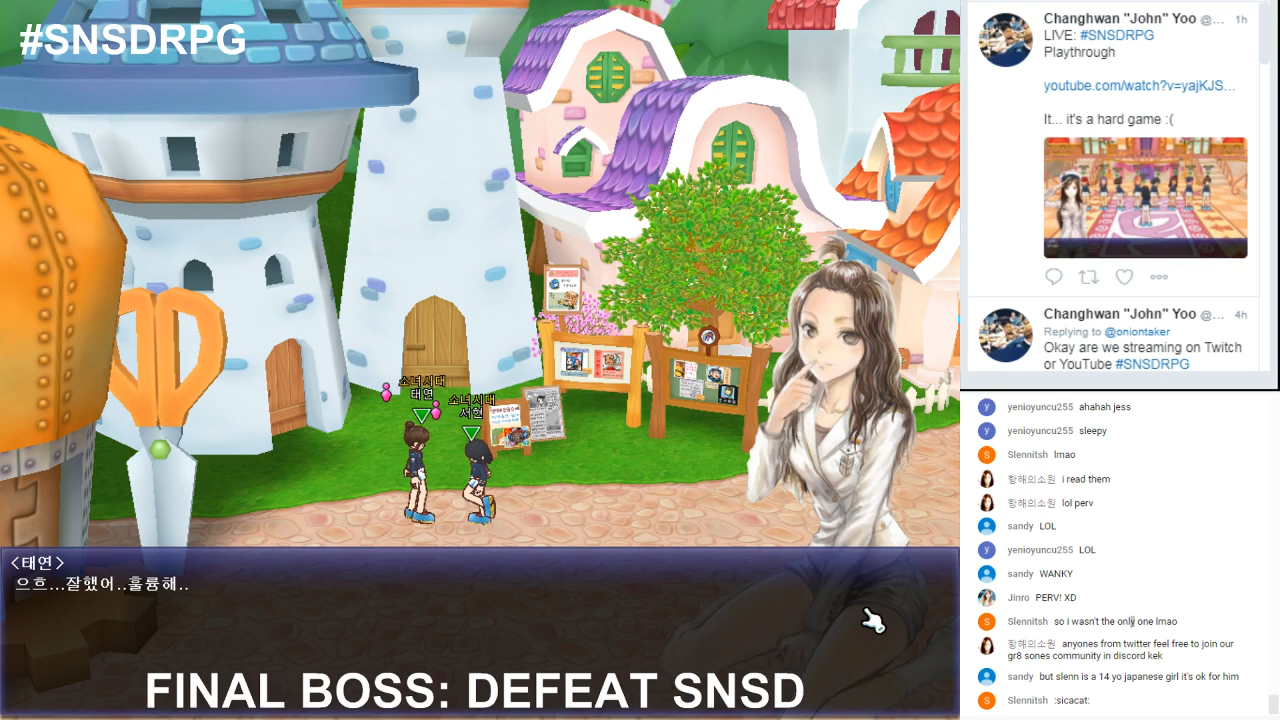 #SNSDRPG
소녀시대
태연
소녀시대
서현
<태연>
으흐...잘했어..훌륭해..
FINAL BOSS: DEFEAT SNSD
Changhwan "John" Yoo @... 1h
LIVE: #SNSDRPG
Playthrough
youtube.com/watch?v=yajKJS...
It... it's a hard game :(
Changhwan "John" Yoo @... 4h
Replying to @oniontaker
Okay are we streaming on Twitch
or YouTube #SNSDRPG
y yenioyuncu255 ahahah jess
y yenioyuncu255 sleepy
S Slennitsh lmao
황해의소원 i read them
황해의소원 lol perv
sandy LOL
y yenioyuncu255 LOL
sandy WANKY
Jinro PERV! XD
S Slennitsh so i wasn't the only one lmao
황해의소원 anyones from twitter feel free to join our
gr8 sones community in discord kek
sandy but slenn is a 14 yo japanese girl it's ok for him
S Slennitsh :sicacat: